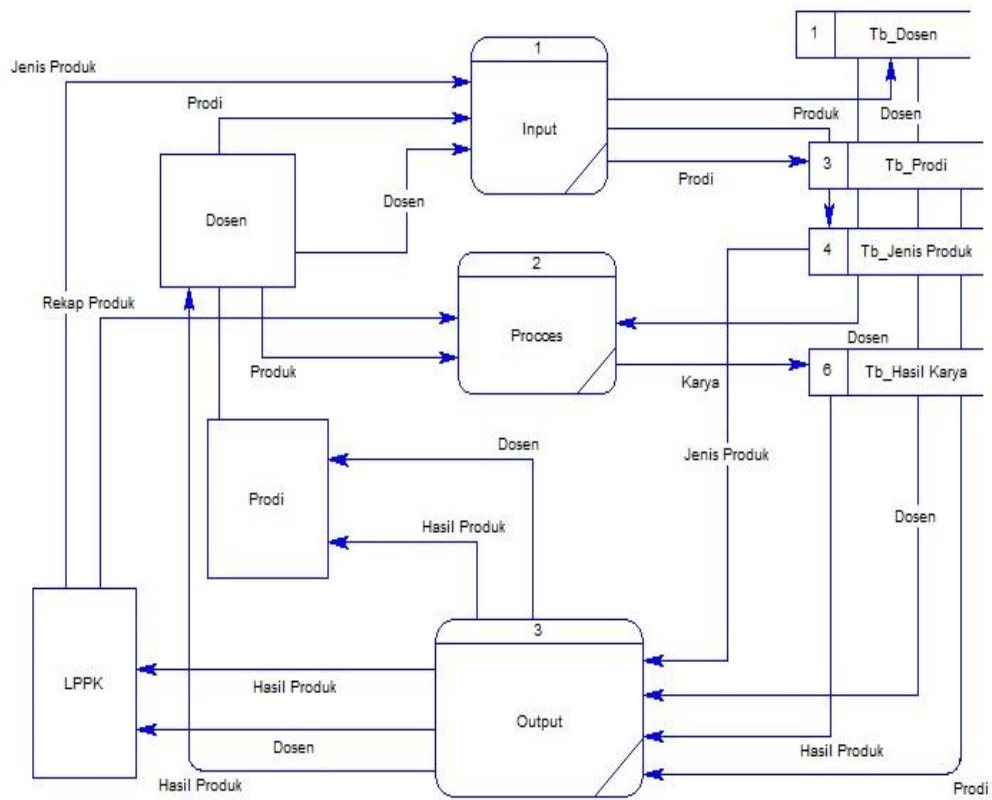 1
Tb_Dosen
1
Jenis Produk
Prodi
Produk
Dosen
Input
3
Tb_Prodi
Prodi
Dosen
Dosen
4
Tb_Jenis Produk
2
Rekap Produk
Procces
Dosen
Produk
6
Tb_Hasil Karya
Karya
Dosen
Jenis Produk
Prodi
Hasil Produk
Dosen
3
LPPK
Hasil Produk
Output
Dosen
Hasil Produk
Hasil Produk
Prodi